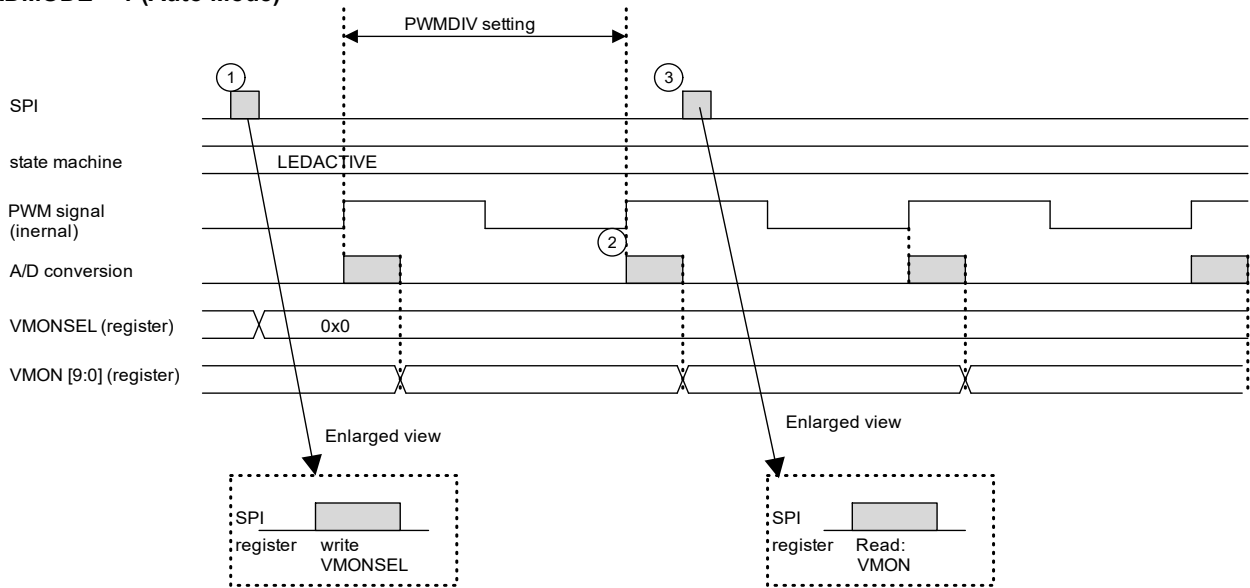 PWMDIV setting
1
3
SPI
state machine
LEDACTIVE
PWM signal
(inernal)
2
A/D conversion
VMONSEL (register)
0x0
VMON [9:0] (register)
Enlarged view
Enlarged view
SPI
register
write
VMONSEL
SPI
register
Read:
VMON